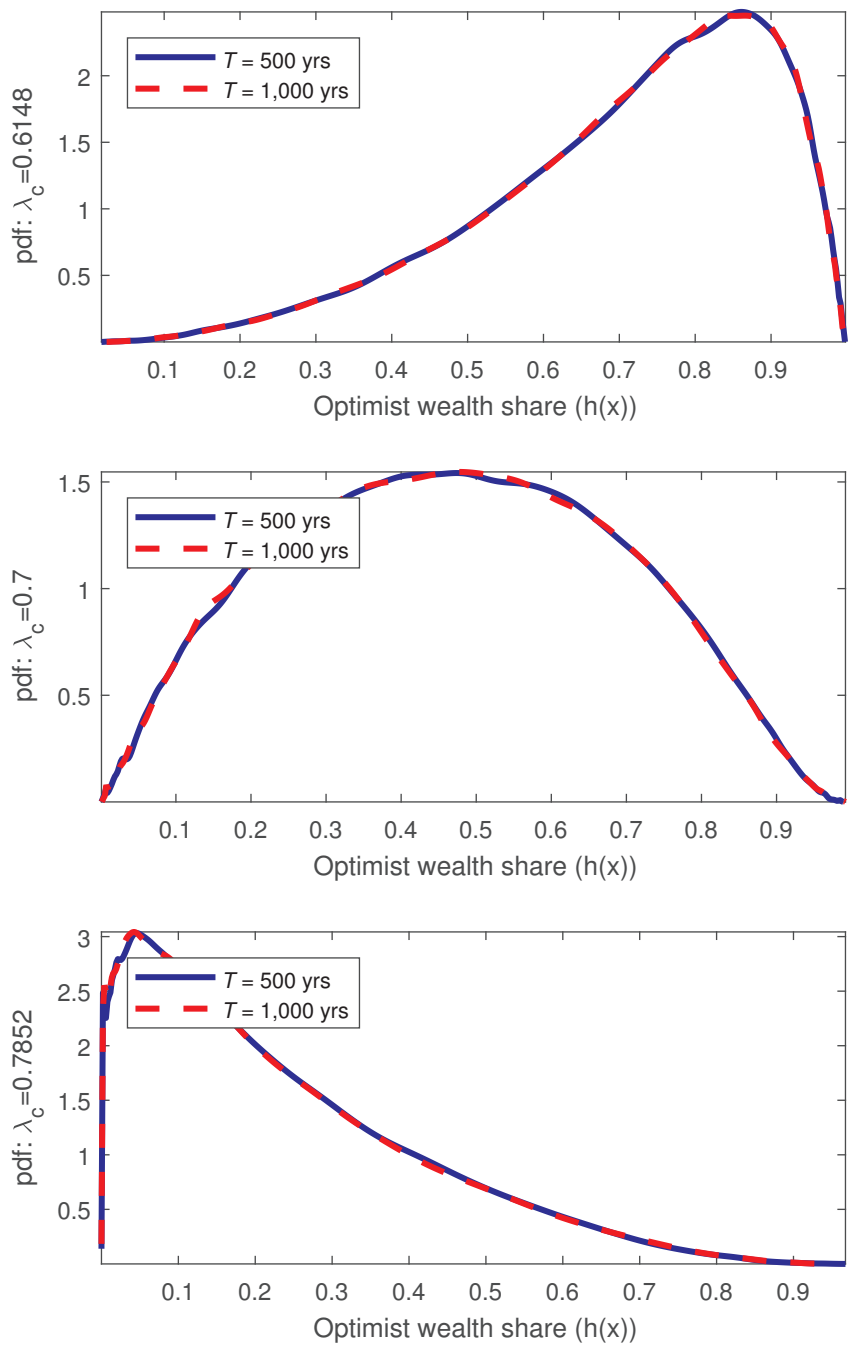 pdf: λc=0.6148
2
1.5
1
0.5
T = 500 yrs
T = 1,000 yrs
0.1 0.2 0.3 0.4 0.5 0.6 0.7 0.8 0.9
Optimist wealth share (h(x))
pdf: λc=0.7
1.5
1
0.5
T = 500 yrs
T = 1,000 yrs
0.1 0.2 0.3 0.4 0.5 0.6 0.7 0.8 0.9
Optimist wealth share (h(x))
pdf: λc=0.7852
3
2.5
2
1.5
1
0.5
T = 500 yrs
T = 1,000 yrs
0.1 0.2 0.3 0.4 0.5 0.6 0.7 0.8 0.9
Optimist wealth share (h(x))